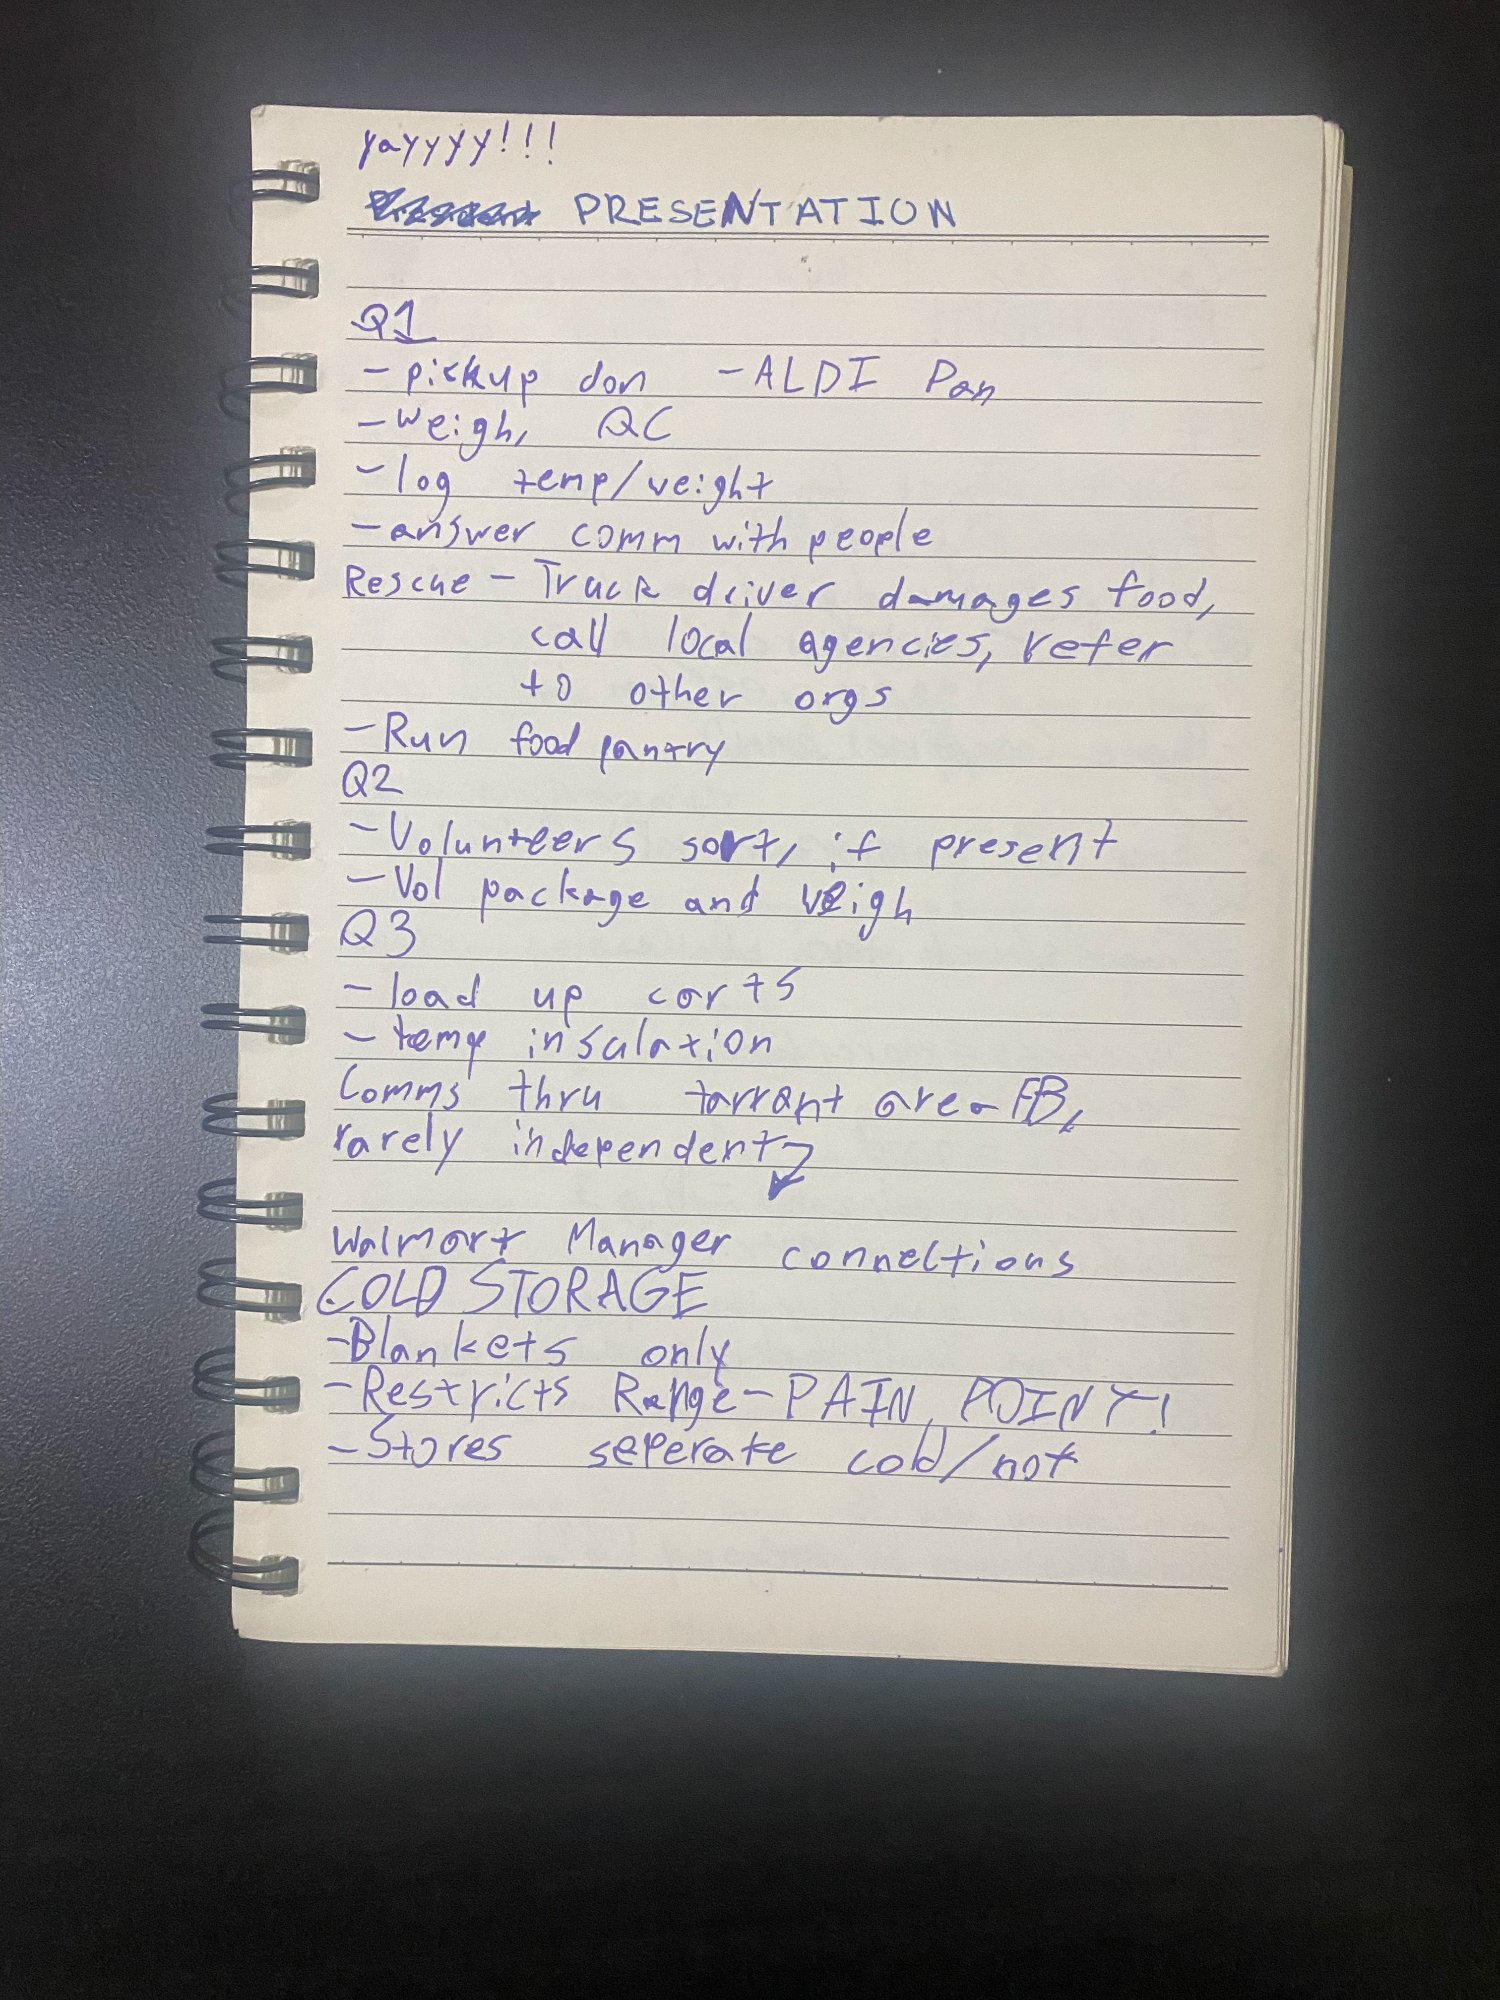 yayyyy!!!
PRESENTATION
Q1
- pickup don - ALDI Pan
- weigh, QC
- log temp/weight
- answer comm with people
Rescue - Truck driver damages food,
call local agencies, refer
to other orgs
- Run food pantry
Q2
- Volunteers sort, if present
- Vol package and weigh
Q3
- load up carts
- temp insulation
Comms thru tarrant area FB,
rarely independent
Walmart Manager connections
COLD STORAGE
- Blankets only
- Restricts Range - PAIN POINT!
- Stores seperate cold/not